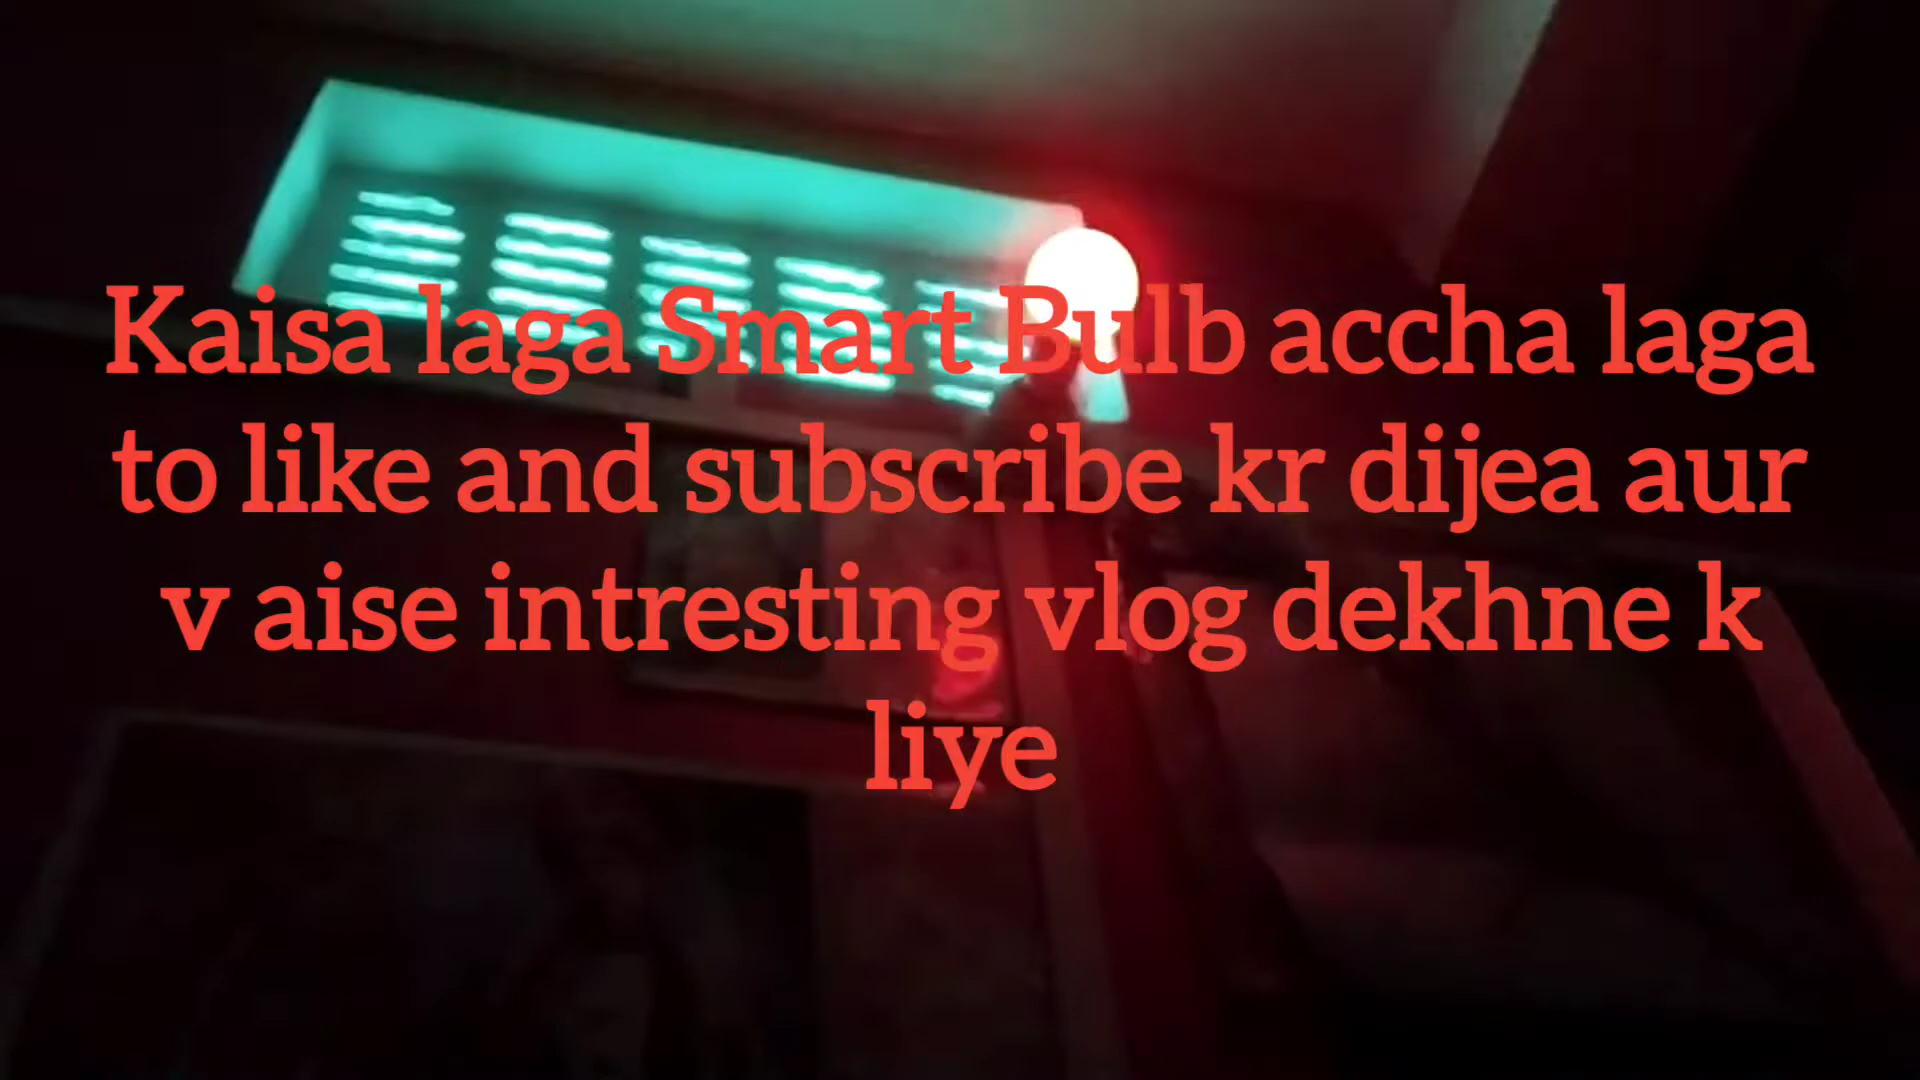 Kaisa laga Smart Bulb accha laga
to like and subscribe kr dijea aur
v aise intresting vlog dekhne k
liye